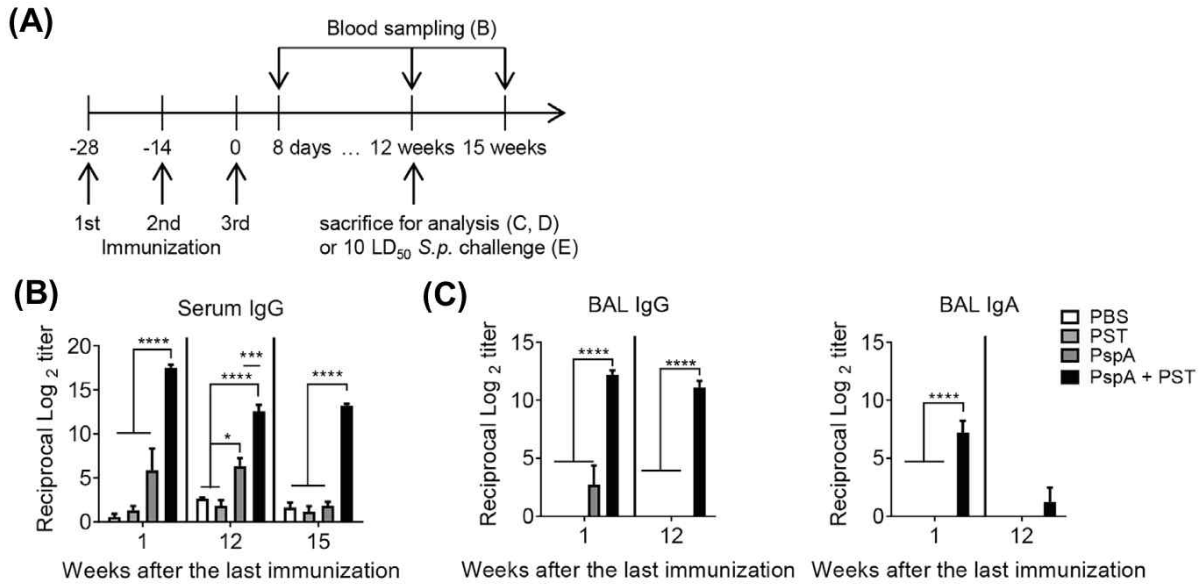 (A)
Blood sampling (B)
-28 -14 0 8 days ... 12 weeks 15 weeks
1st 2nd 3rd
Immunization
sacrifice for analysis (C, D)
or 10 LD50 S.p. challenge (E)
(B)
Serum IgG
Reciprocal Log 2 titer
20
15
10
5
0
****
***
****
*
****
1 12 15
Weeks after the last immunization
(C)
BAL IgG
Reciprocal Log 2 titer
15
10
5
0
****
****
1 12
Weeks after the last immunization
BAL IgA
Reciprocal Log 2 titer
15
10
5
0
****
1 12
Weeks after the last immunization
PBS
PST
PspA
PspA + PST